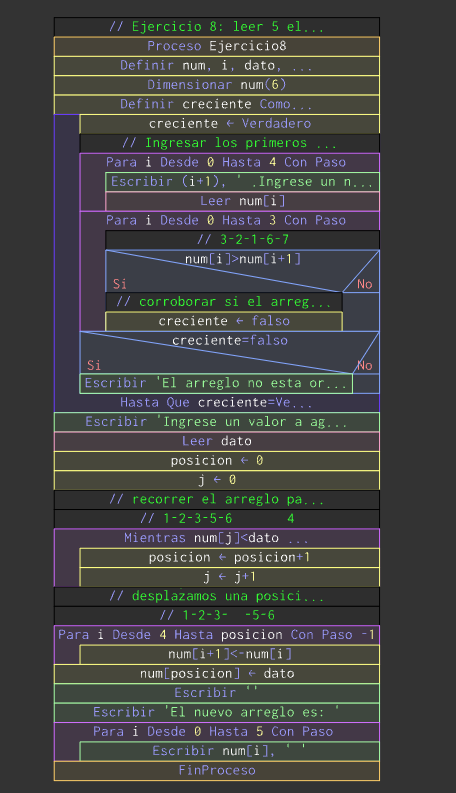 // Ejercicio 8: leer 5 el...
Proceso Ejercicio8
Definir num, i, dato, ...
Dimensionar num(6)
Definir creciente Como...
creciente ← Verdadero
// Ingresar los primeros ...
Para i Desde 0 Hasta 4 Con Paso
Escribir (i+1), ' .Ingrese un n...
Leer num[i]
Para i Desde 0 Hasta 3 Con Paso
// 3-2-1-6-7
num[i]>num[i+1]
Si No
// corroborar si el arreg...
creciente ← falso
creciente=falso
Si No
Escribir 'El arreglo no esta or...
Hasta Que creciente=Ve...
Escribir 'Ingrese un valor a ag...
Leer dato
posicion ← 0
j ← 0
// recorrer el arreglo pa...
// 1-2-3-5-6 4
Mientras num[j]<dato ...
posicion ← posicion+1
j ← j+1
// desplazamos una posici...
// 1-2-3- -5-6
Para i Desde 4 Hasta posicion Con Paso -1
num[i+1]<-num[i]
num[posicion] ← dato
Escribir ''
Escribir 'El nuevo arreglo es: '
Para i Desde 0 Hasta 5 Con Paso
Escribir num[i], ' '
FinProceso